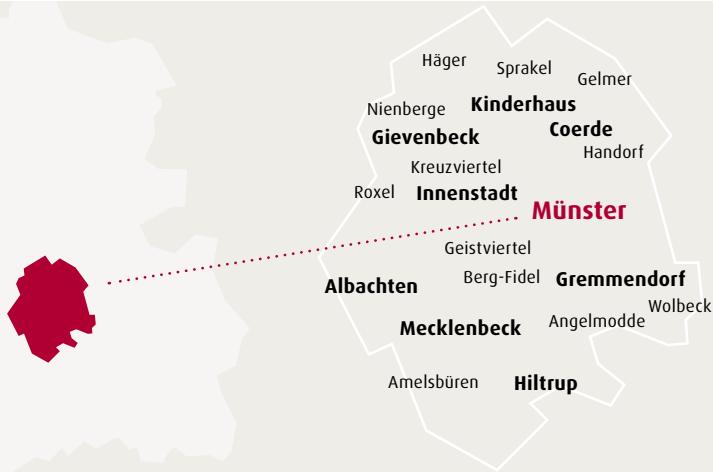 Häger
Sprakel
Gelmer
Nienberge
Kinderhaus
Gievenbeck
Coerde
Handorf
Kreuzviertel
Roxel
Innenstadt
Münster
Geistviertel
Albachten
Berg-Fidel
Gremmendorf
Wolbeck
Mecklenbeck
Angelmodde
Amelsbüren
Hiltrup